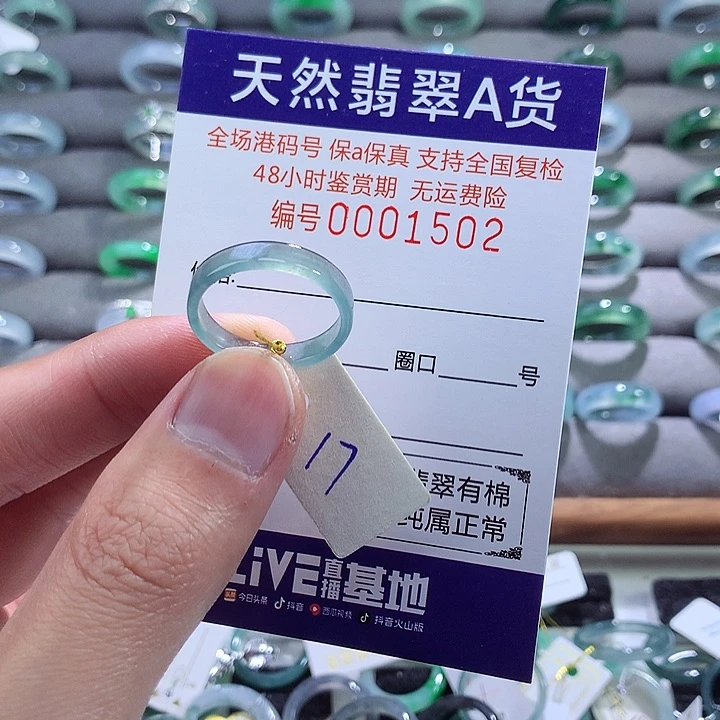 天然翡翠A货
全场港码号 保a保真 支持全国复检
48小时鉴赏期 无运费险
编号0001502
格:
圈口 号
17
翡翠有棉
纯属正常
LIVE直播基地
头条 今日头条 抖音 西瓜视频 抖音火山版